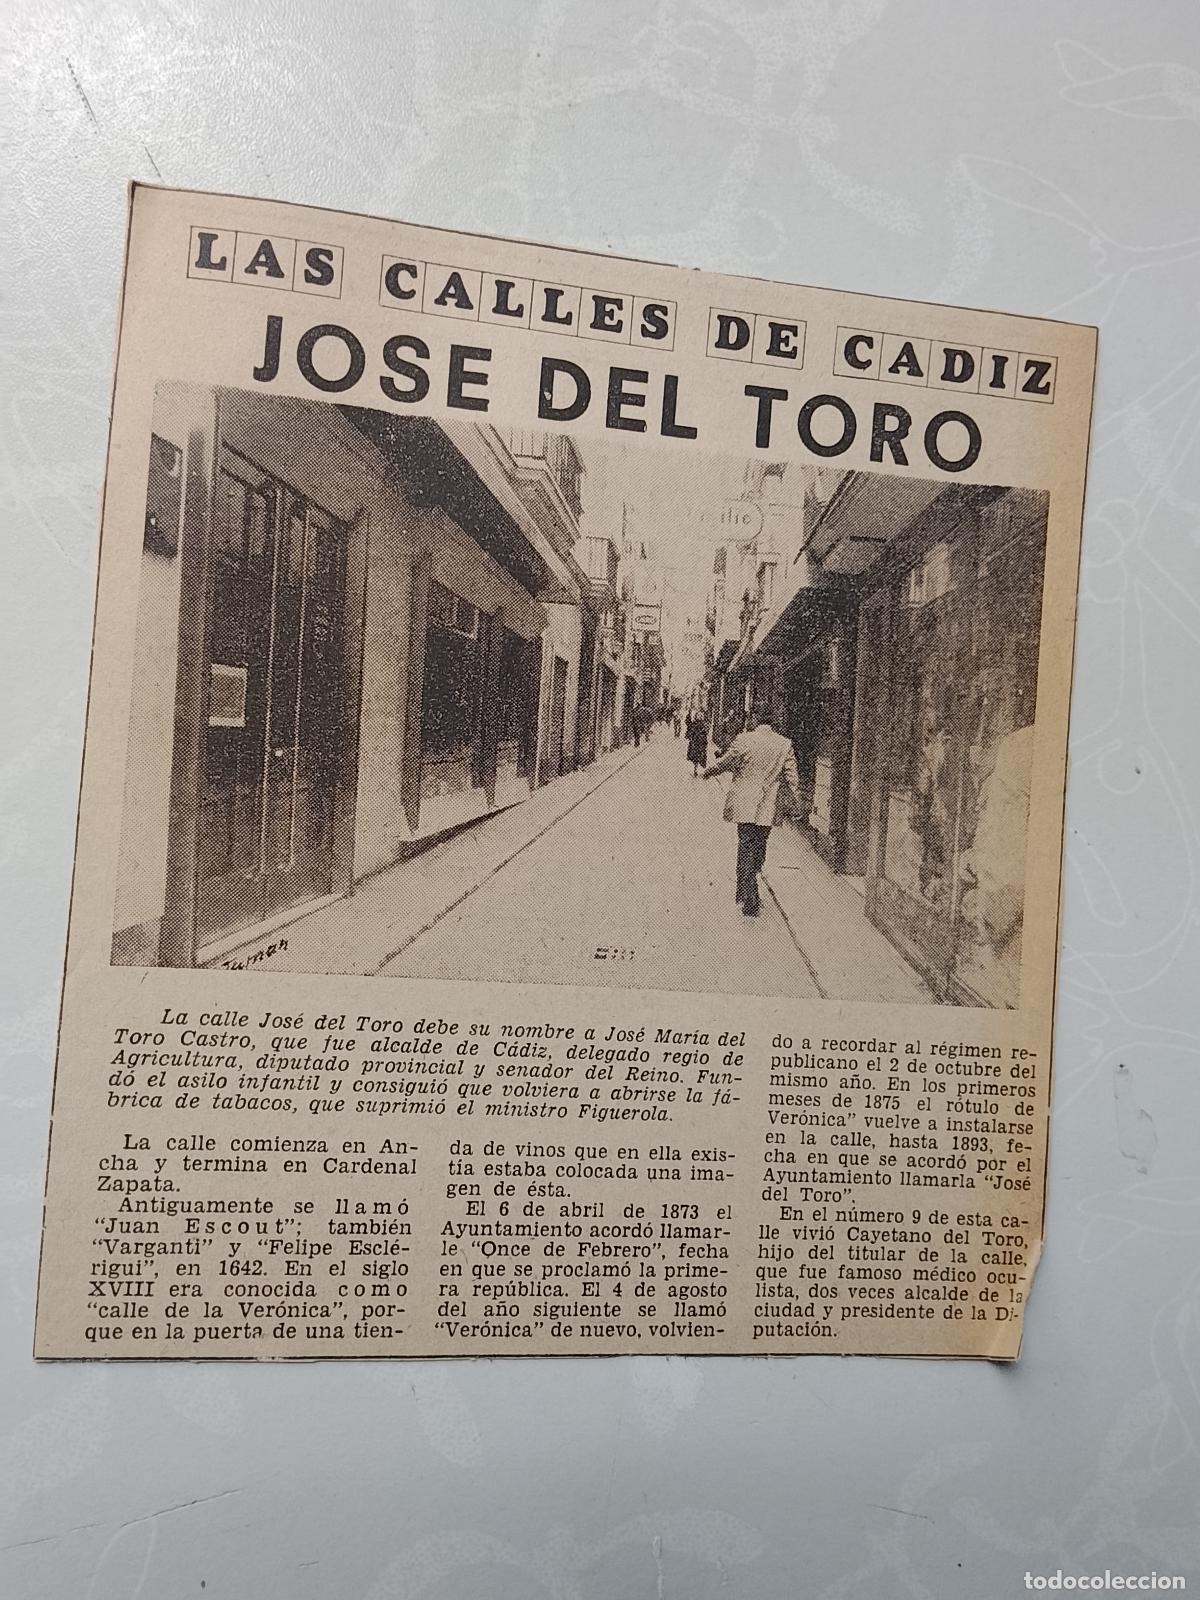 LAS CALLES DE CADIZ
JOSE DEL TORO
La calle José del Toro debe su nombre a José María del
Toro Castro, que fue alcalde de Cádiz, delegado regio de
Agricultura, diputado provincial y senador del Reino. Fun-
dó el asilo infantil y consiguió que volviera a abrirse la fá-
brica de tabacos, que suprimió el ministro Figuerola.
La calle comienza en An-
cha y termina en Cardenal
Zapata.
Antiguamente se llamó
"Juan Escout"; también
"Varganti" y "Felipe Esclé-
rigui", en 1642. En el siglo
XVIII era conocida como
"calle de la Verónica", por-
que en la puerta de una tien-
da de vinos que en ella exis-
tía estaba colocada una ima-
gen de ésta.
El 6 de abril de 1873 el
Ayuntamiento acordó llamar-
le "Once de Febrero", fecha
en que se proclamó la prime-
ra república. El 4 de agosto
del año siguiente se llamó
"Verónica" de nuevo, volvien-
do a recordar al régimen re-
publicano el 2 de octubre del
mismo año. En los primeros
meses de 1875 el rótulo de
Verónica" vuelve a instalarse
en la calle, hasta 1893, fe-
cha en que se acordó por el
Ayuntamiento llamarla "José
del Toro".
En el número 9 de esta ca-
lle vivió Cayetano del Toro,
hijo del titular de la calle,
que fue famoso médico ocu-
lista, dos veces alcalde de la
ciudad y presidente de la Di-
putación.
todocoleccion